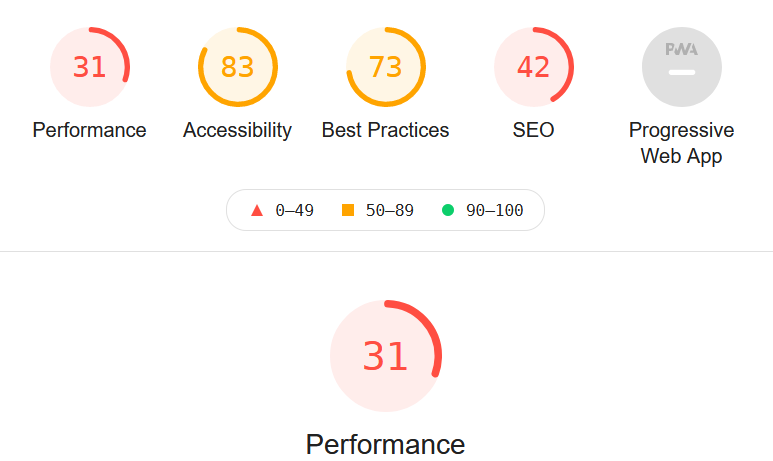 31 83 73 42 PWA
Performance Accessibility Best Practices SEO Progressive
Web App
0–49 50–89 90–100
31
Performance